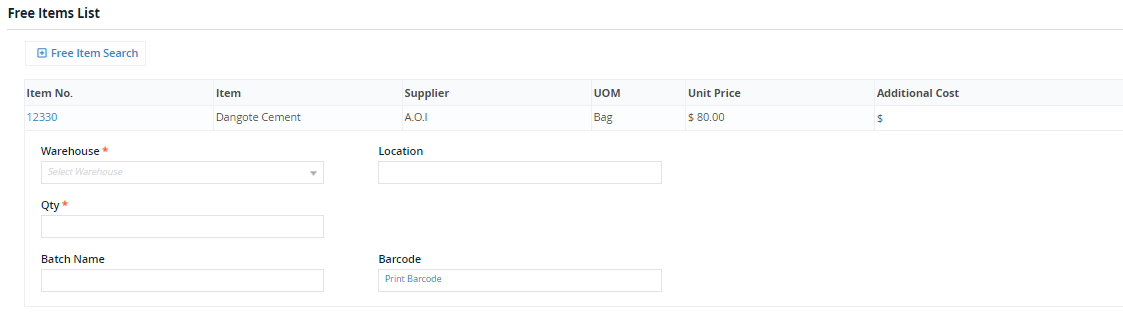 Free Items List
Free Item Search
Item No. Item Supplier UOM Unit Price Additional Cost
12330 Dangote Cement A.O.I Bag $ 80.00 $
Warehouse * Location
Select Warehouse
Qty *
Batch Name Barcode
Print Barcode